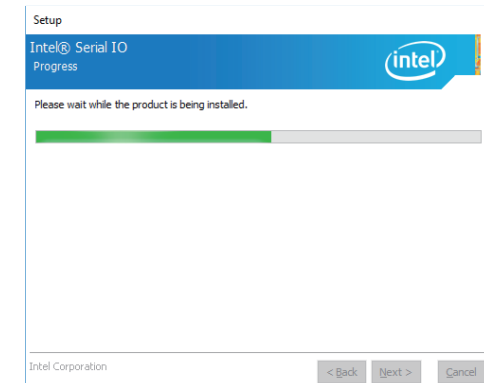 Setup
Intel® Serial IO
Progress
intel
Please wait while the product is being installed.
Intel Corporation
< Back Next > Cancel